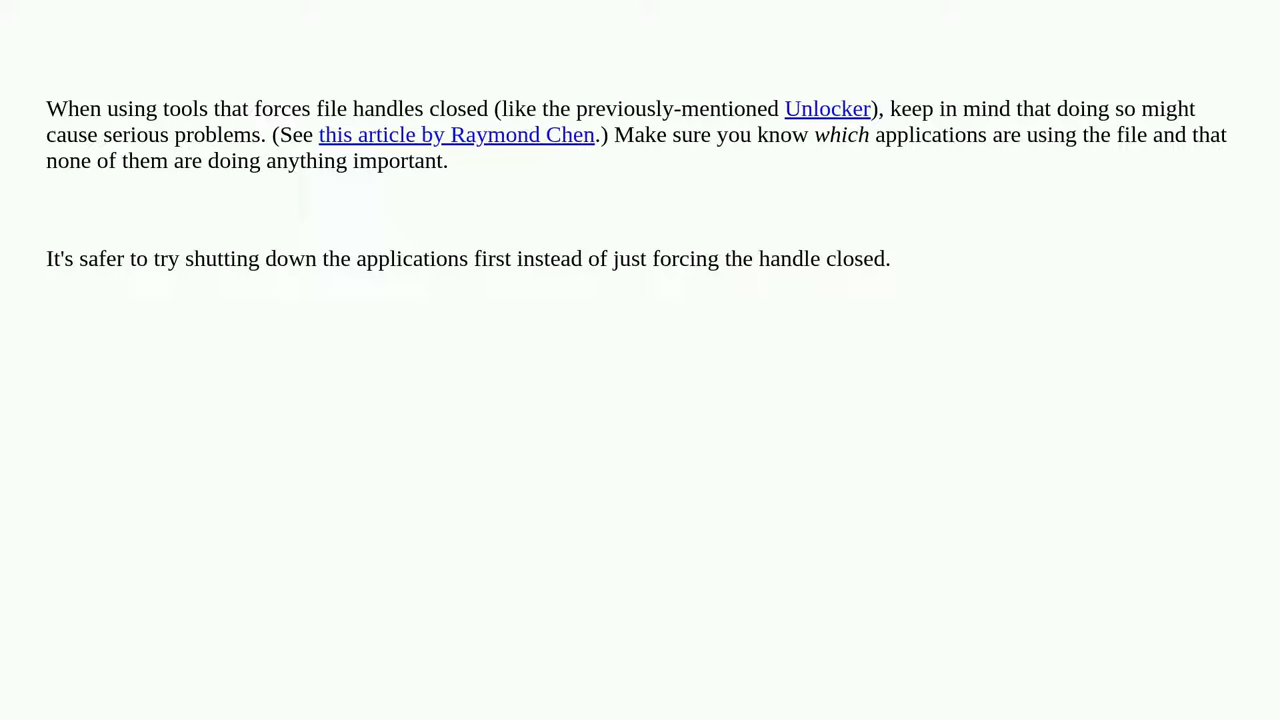 When using tools that forces file handles closed (like the previously-mentioned Unlocker), keep in mind that doing so might
cause serious problems. (See this article by Raymond Chen.) Make sure you know which applications are using the file and that
none of them are doing anything important.
It's safer to try shutting down the applications first instead of just forcing the handle closed.